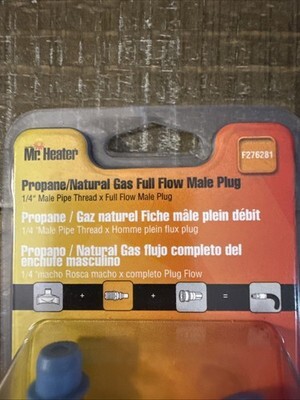 Mr. Heater
F276281
Propane/Natural Gas Full Flow Male Plug
1/4" Male Pipe Thread x Full Flow Male Plug
Propane / Gaz naturel Fiche mâle plein débit
1/4 'Male Pipe Thread x Homme plein flux plug
Propano / Natural Gas flujo completo del
enchufe masculino
1/4 'macho Rosca macho x completo Plug Flow
+ + =